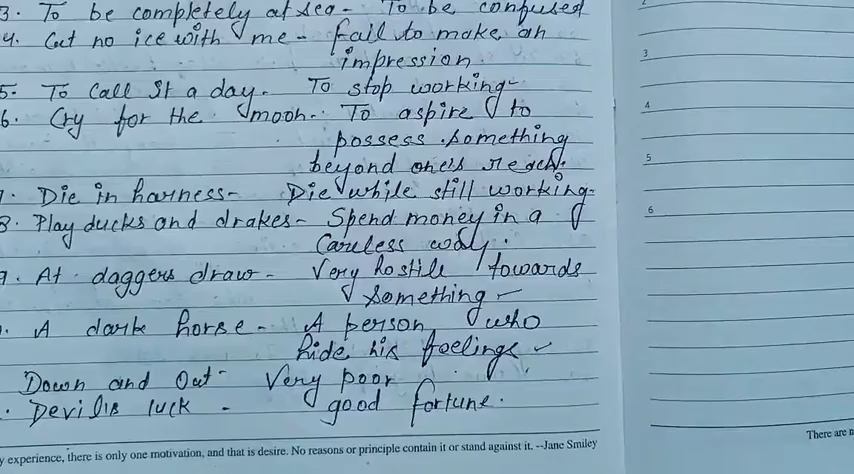 3. To be completely at sea- To be confused
4. Cut no ice with me- fail to make an
impression.
5- To call It a day. To stop working-
6. Cry for the moon.- To aspire to
possess something
beyond one's reach.
7. Die in harness- Die while still working-
8. Play ducks and drakes- Spend money in a
Careless way.
9. At daggers draw- Very hostile towards
something-
. A dark horse- A person who
hide his feelings
Down and Out- Very poor
. Devil's luck - good fortune.
y experience, there is only one motivation, and that is desire. No reasons or principle contain it or stand against it. --Jane Smiley
3
4
5
6
There are n